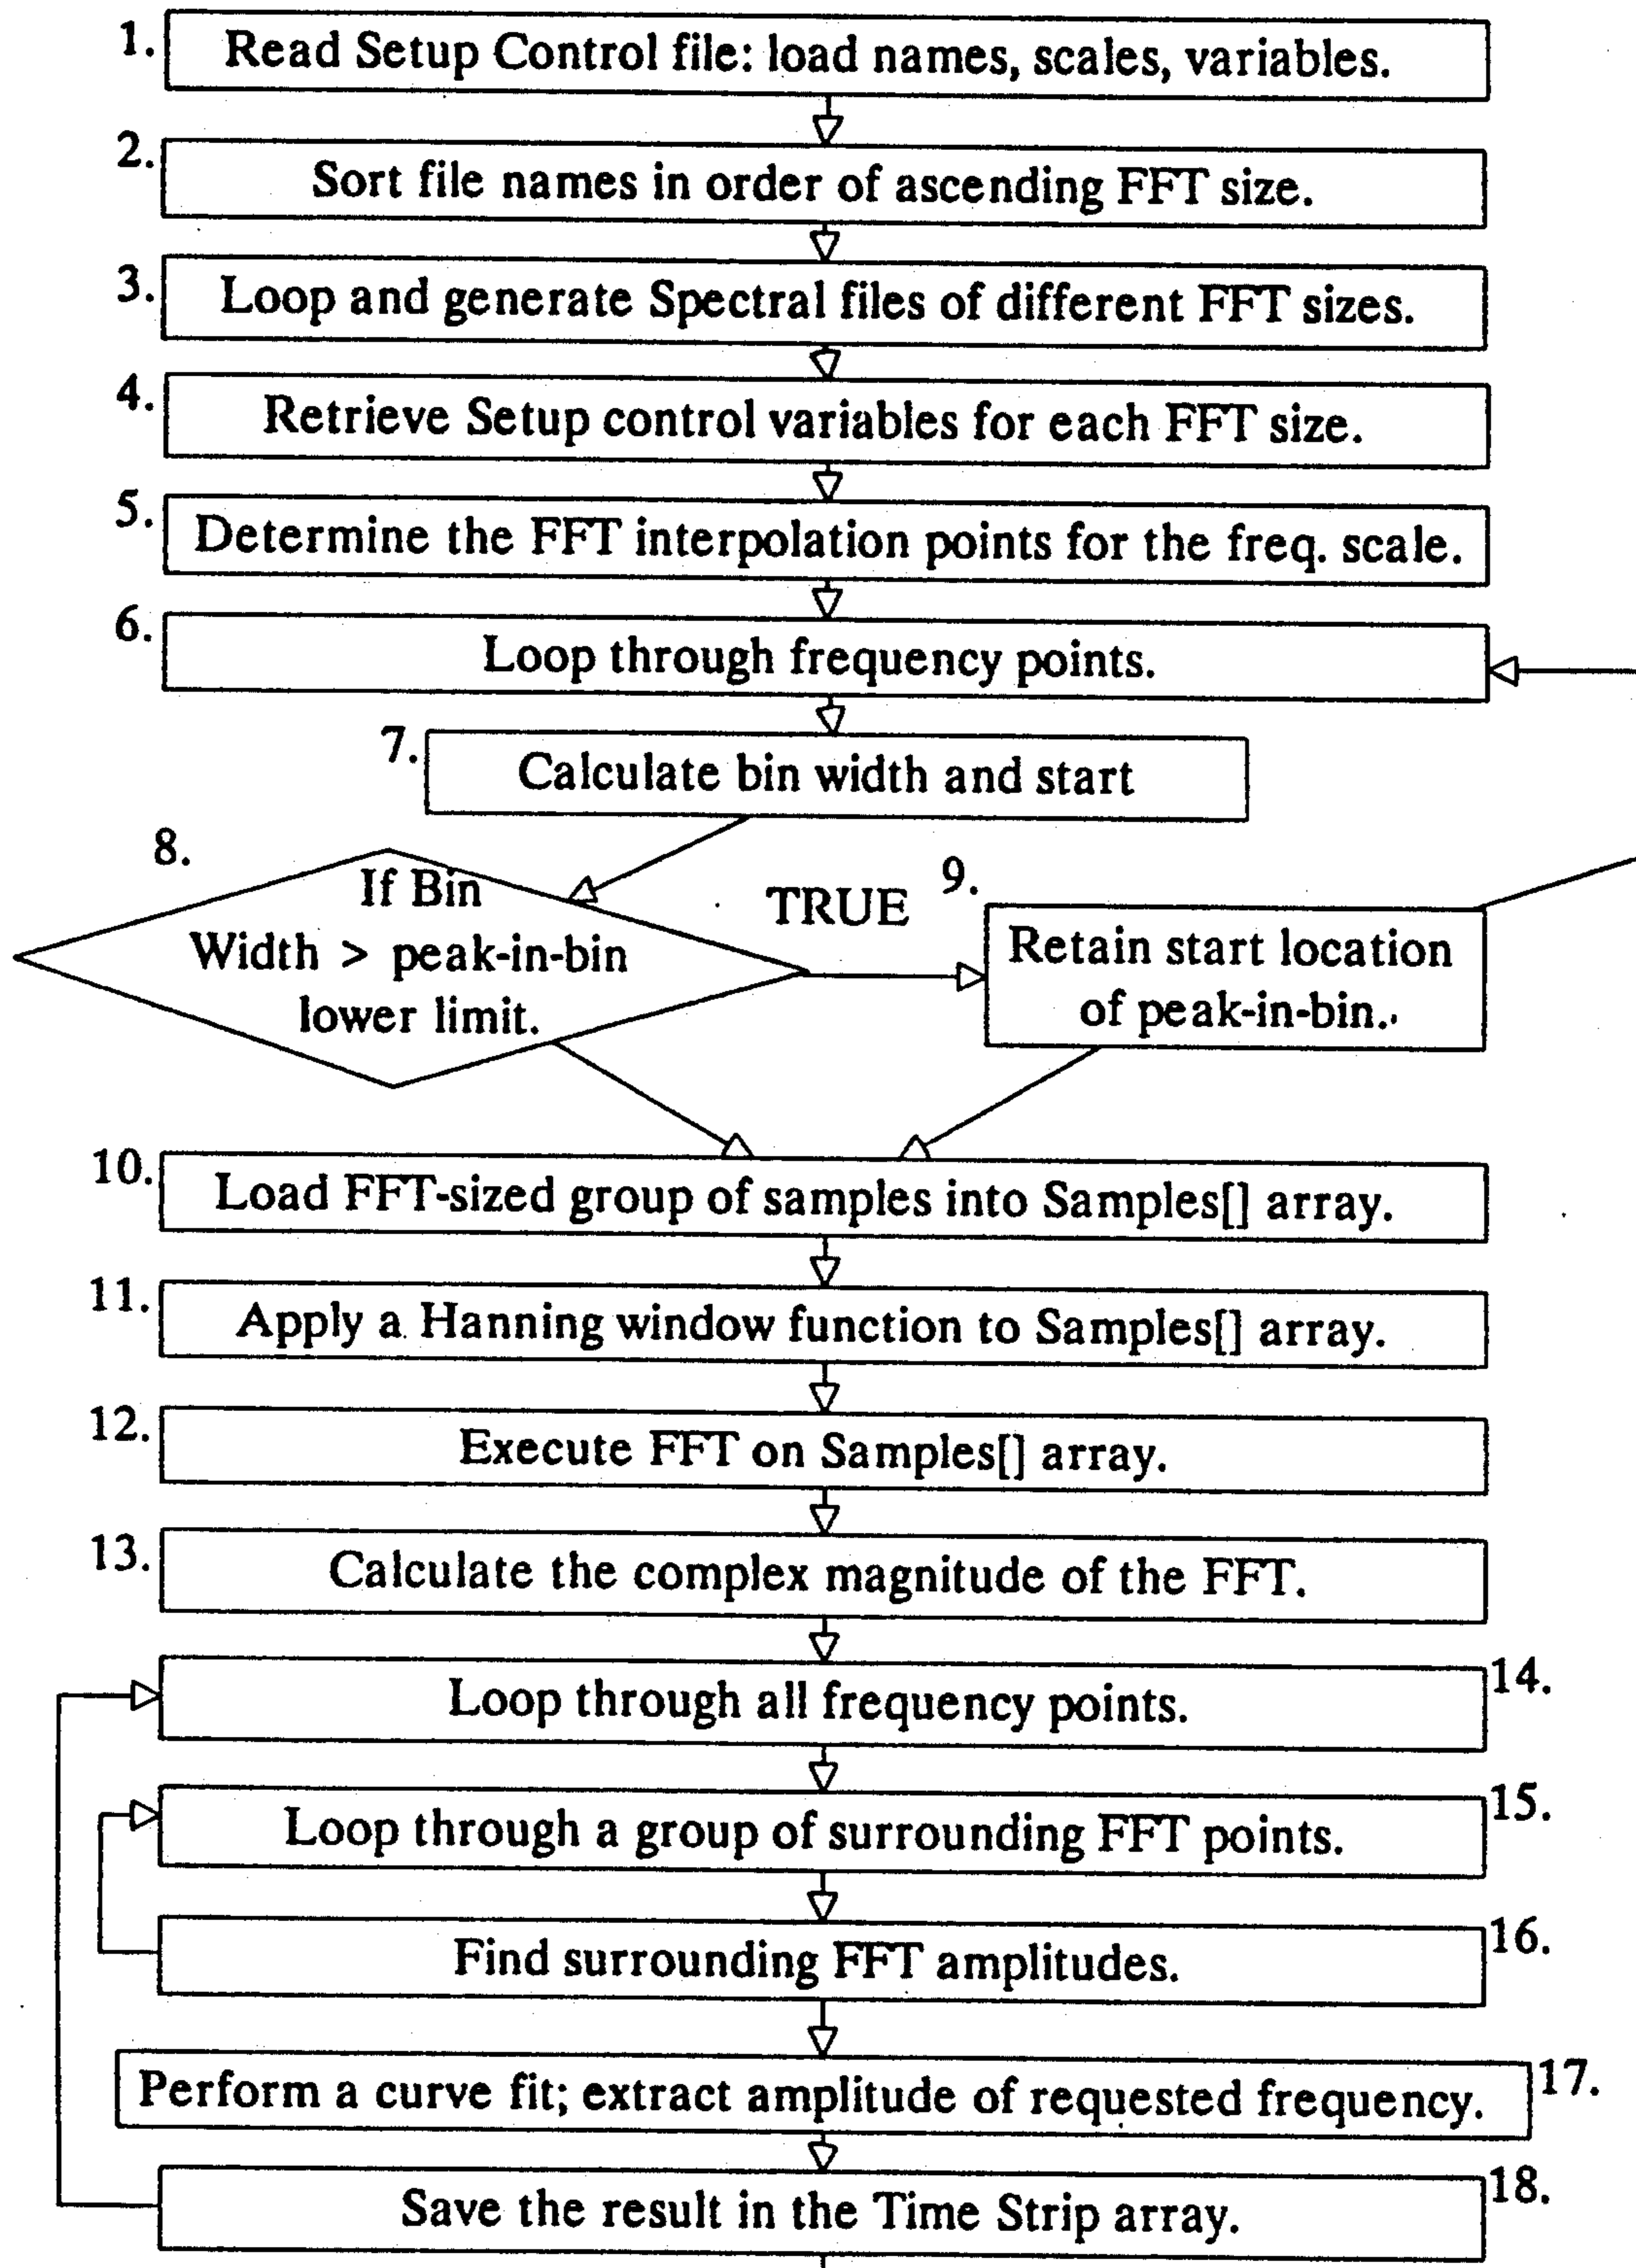 1. Read Setup Control file: load names, scales, variables.
2. Sort file names in order of ascending FFT size.
3. Loop and generate Spectral files of different FFT sizes.
4. Retrieve Setup control variables for each FFT size.
5. Determine the FFT interpolation points for the freq. scale.
6. Loop through frequency points.
7. Calculate bin width and start
8.
If Bin
Width > peak-in-bin
lower limit.
TRUE
9.
Retain start location
of peak-in-bin.
10. Load FFT-sized group of samples into Samples[] array.
11. Apply a Hanning window function to Samples[] array.
12. Execute FFT on Samples[] array.
13. Calculate the complex magnitude of the FFT.
Loop through all frequency points. 14.
Loop through a group of surrounding FFT points. 15.
Find surrounding FFT amplitudes. 16.
Perform a curve fit; extract amplitude of requested frequency. 17.
Save the result in the Time Strip array. 18.